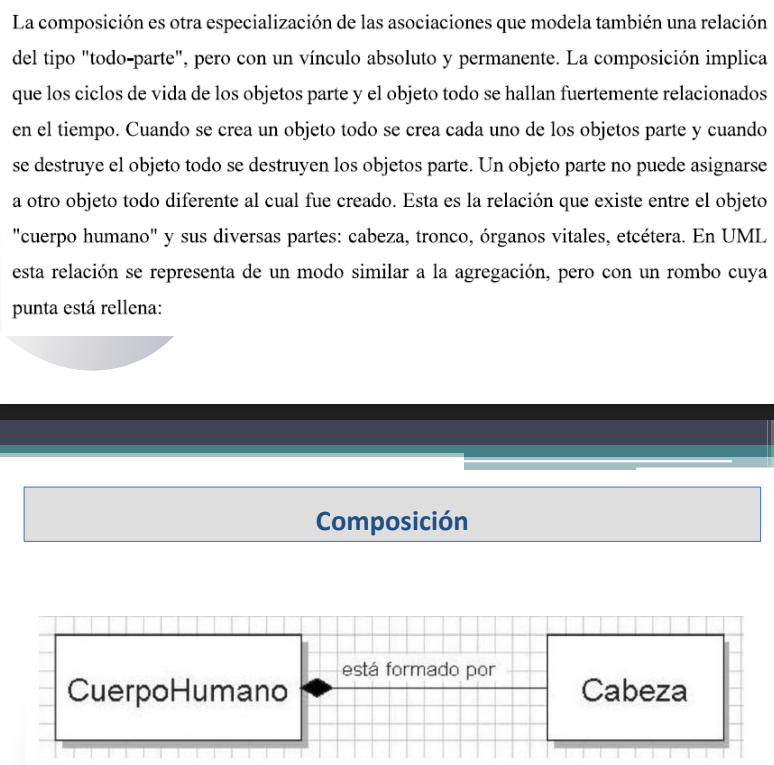 La composición es otra especialización de las asociaciones que modela también una relación
del tipo "todo-parte", pero con un vínculo absoluto y permanente. La composición implica
que los ciclos de vida de los objetos parte y el objeto todo se hallan fuertemente relacionados
en el tiempo. Cuando se crea un objeto todo se crea cada uno de los objetos parte y cuando
se destruye el objeto todo se destruyen los objetos parte. Un objeto parte no puede asignarse
a otro objeto todo diferente al cual fue creado. Esta es la relación que existe entre el objeto
"cuerpo humano" y sus diversas partes: cabeza, tronco, órganos vitales, etcétera. En UML
esta relación se representa de un modo similar a la agregación, pero con un rombo cuya
punta está rellena:
Composición
CuerpoHumano
está formado por
Cabeza